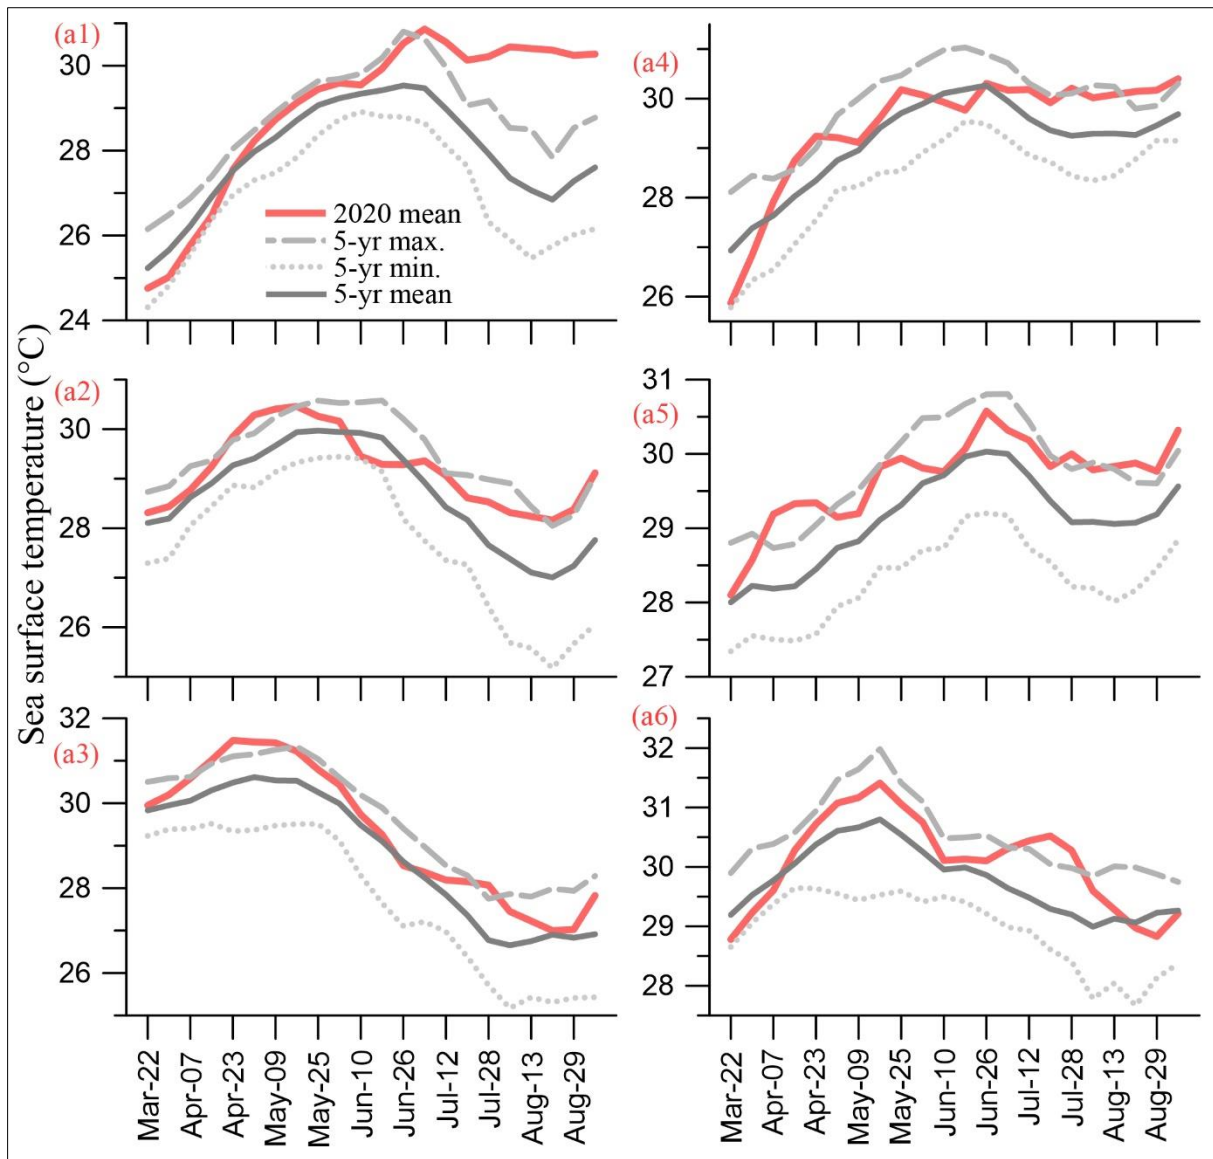 Sea surface temperature (°C)
(a1)
30
28
26
24
2020 mean
5-yr max.
5-yr min.
5-yr mean
(a4)
30
28
26
(a2)
30
28
26
31
(a5)
30
29
28
27
32
(a3)
30
28
26
(a6)
32
31
30
29
28
Mar-22
Apr-07
Apr-23
May-09
May-25
Jun-10
Jun-26
Jul-12
Jul-28
Aug-13
Aug-29
Mar-22
Apr-07
Apr-23
May-09
May-25
Jun-10
Jun-26
Jul-12
Jul-28
Aug-13
Aug-29